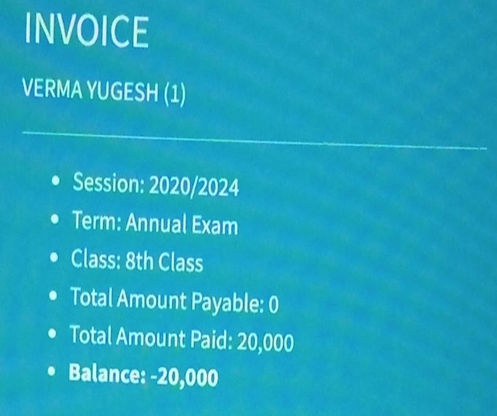 INVOICE
VERMA YUGESH (1)
• Session: 2020/2024
• Term: Annual Exam
• Class: 8th Class
• Total Amount Payable: 0
• Total Amount Paid: 20,000
• Balance: -20,000